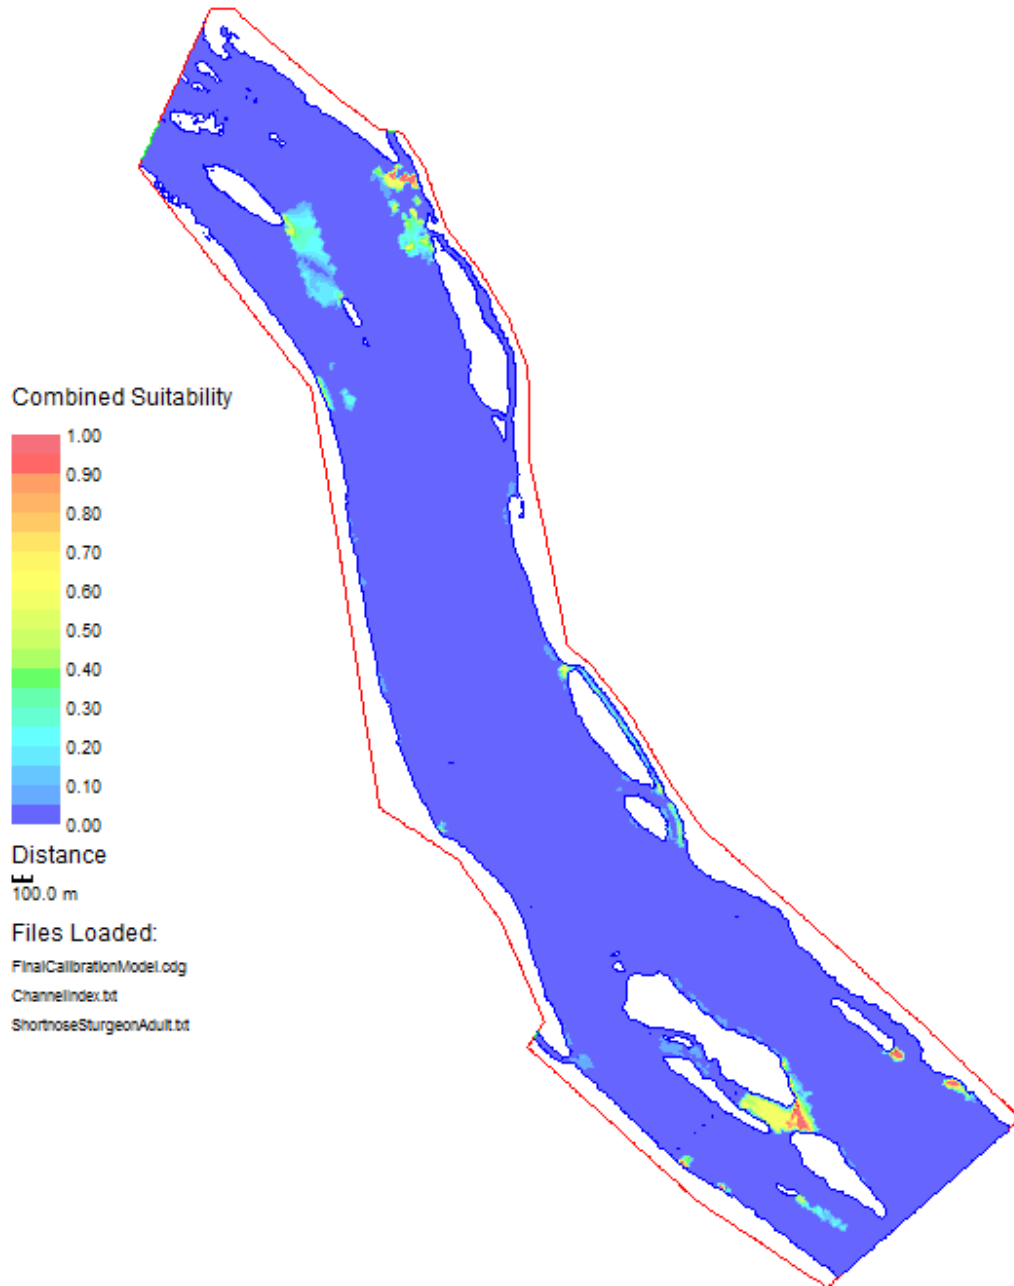 Combined Suitability
1.00
0.90
0.80
0.70
0.60
0.50
0.40
0.30
0.20
0.10
0.00
Distance
100.0 m
Files Loaded:
FinalCalibrationModel.cdg
ChannelIndex.txt
ShortnoseSturgeonAdult.txt